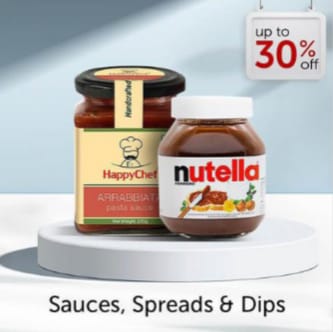 up to
30%
off
Handcrafted
HappyChef
ARRABBIATA
pasta sauce
nutella
Sauces, Spreads & Dips